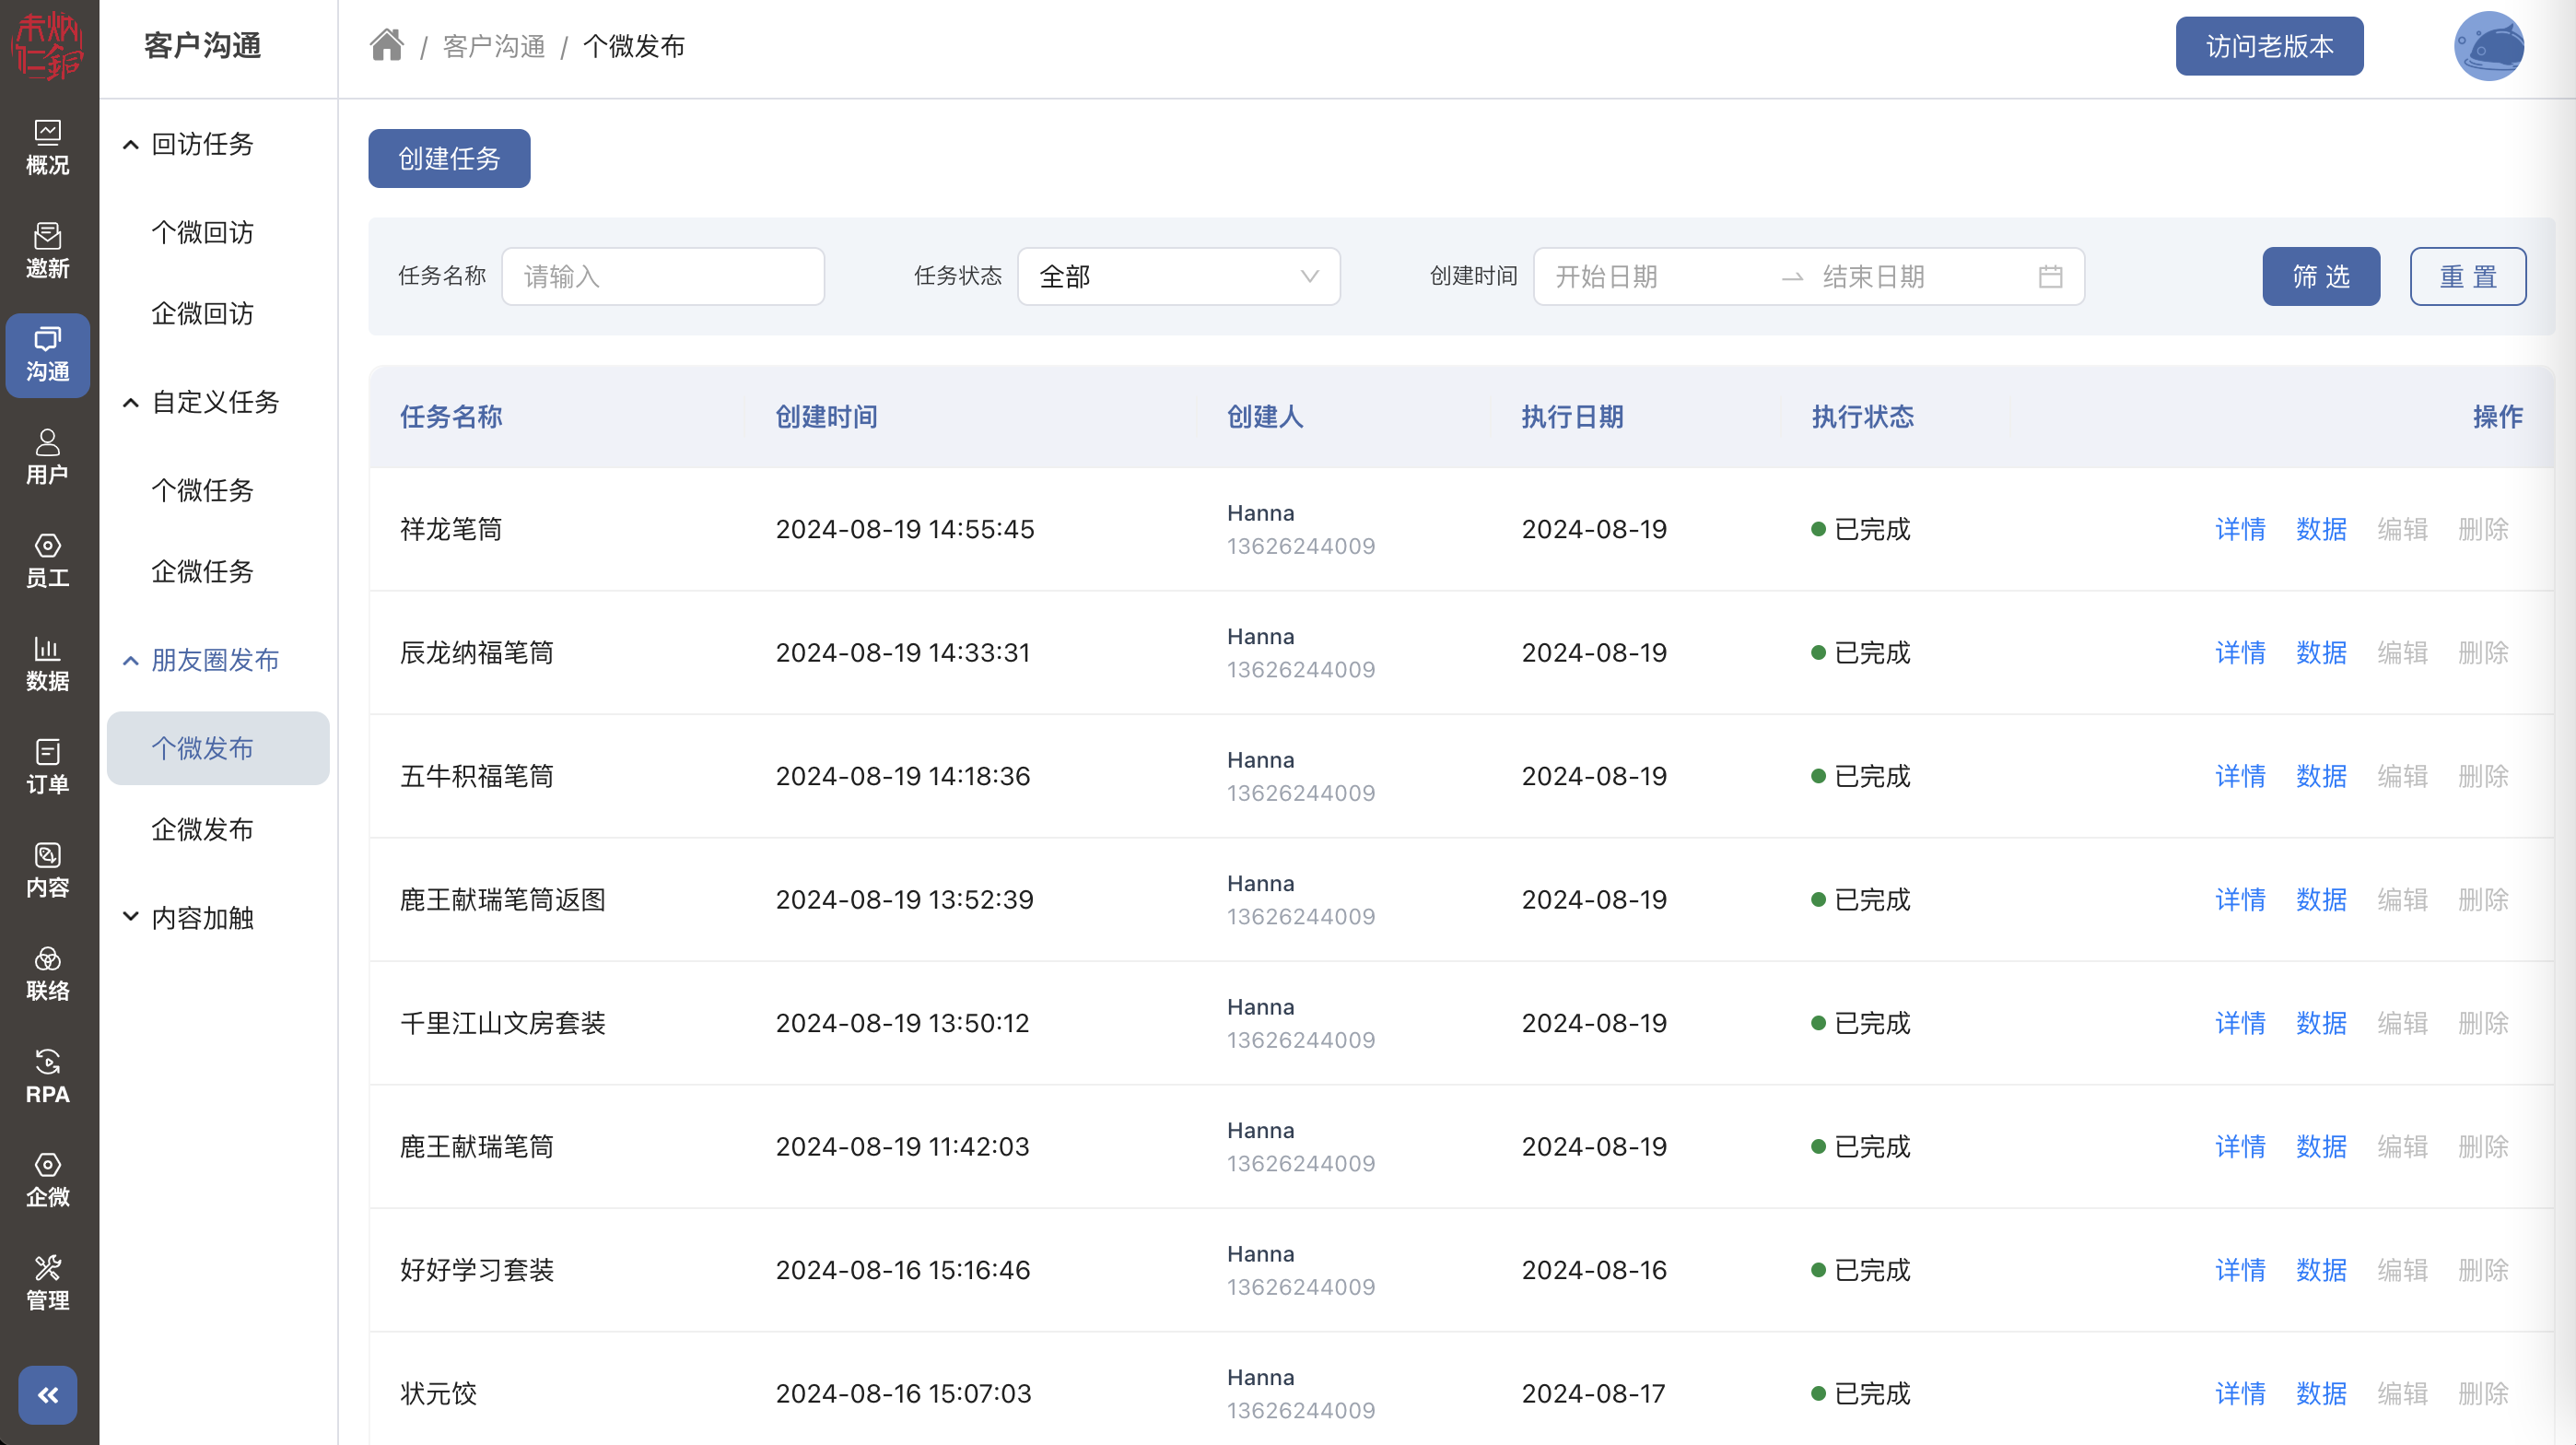 朱炳仁銅
概况
邀新
沟通
用户
员工
数据
订单
内容
联络
RPA
企微
管理
客户沟通
回访任务
个微回访
企微回访
自定义任务
个微任务
企微任务
朋友圈发布
个微发布
企微发布
内容加触
/ 客户沟通 / 个微发布
访问老版本
创建任务
任务名称 请输入 任务状态 全部 创建时间 开始日期 → 结束日期 筛 选 重 置
任务名称 创建时间 创建人 执行日期 执行状态 操作
祥龙笔筒 2024-08-19 14:55:45 Hanna 13626244009 2024-08-19 已完成 详情 数据 编辑 删除
辰龙纳福笔筒 2024-08-19 14:33:31 Hanna 13626244009 2024-08-19 已完成 详情 数据 编辑 删除
五牛积福笔筒 2024-08-19 14:18:36 Hanna 13626244009 2024-08-19 已完成 详情 数据 编辑 删除
鹿王献瑞笔筒返图 2024-08-19 13:52:39 Hanna 13626244009 2024-08-19 已完成 详情 数据 编辑 删除
千里江山文房套装 2024-08-19 13:50:12 Hanna 13626244009 2024-08-19 已完成 详情 数据 编辑 删除
鹿王献瑞笔筒 2024-08-19 11:42:03 Hanna 13626244009 2024-08-19 已完成 详情 数据 编辑 删除
好好学习套装 2024-08-16 15:16:46 Hanna 13626244009 2024-08-16 已完成 详情 数据 编辑 删除
状元饺 2024-08-16 15:07:03 Hanna 13626244009 2024-08-17 已完成 详情 数据 编辑 删除